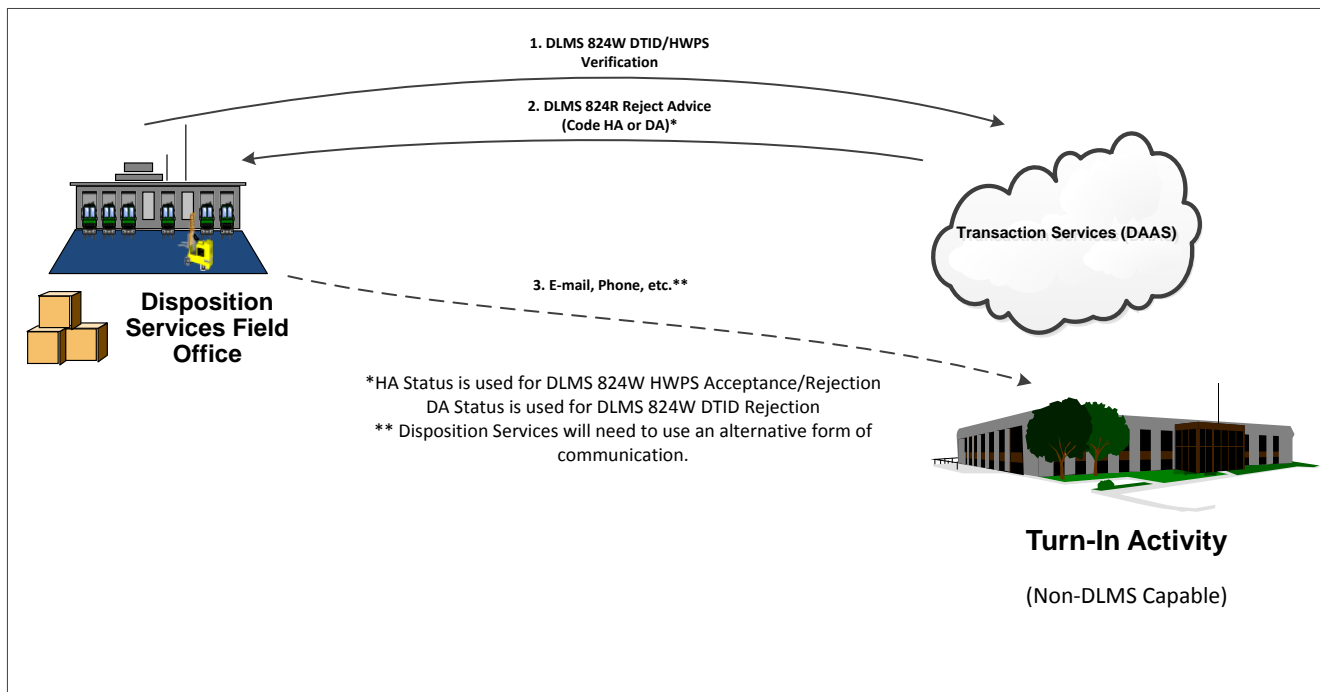 1. DLMS 824W DTID/HWPS
Verification
2. DLMS 824R Reject Advice
(Code HA or DA)*
Transaction Services (DAAS)
3. E-mail, Phone, etc.**
Disposition
Services Field
Office
*HA Status is used for DLMS 824W HWPS Acceptance/Rejection
DA Status is used for DLMS 824W DTID Rejection
** Disposition Services will need to use an alternative form of
communication.
Turn-In Activity
(Non-DLMS Capable)